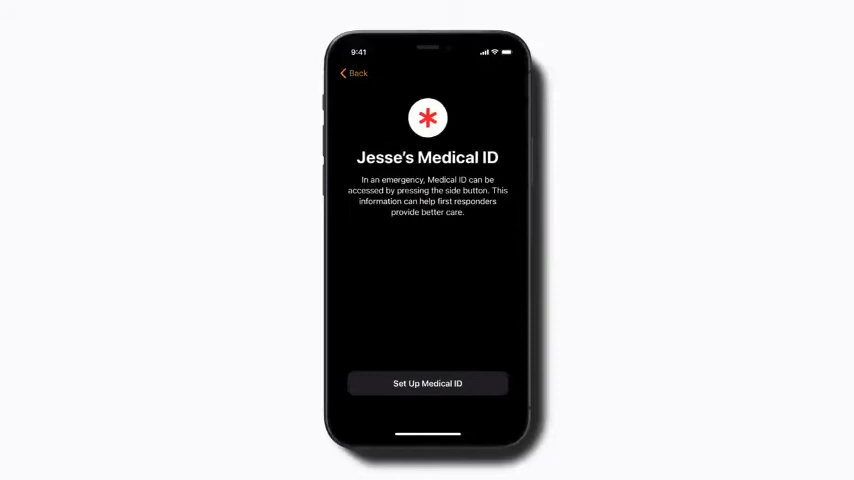 9:41
Back
Jesse's Medical ID
In an emergency, Medical ID can be
accessed by pressing the side button. This
information can help first responders
provide better care.
Set Up Medical ID